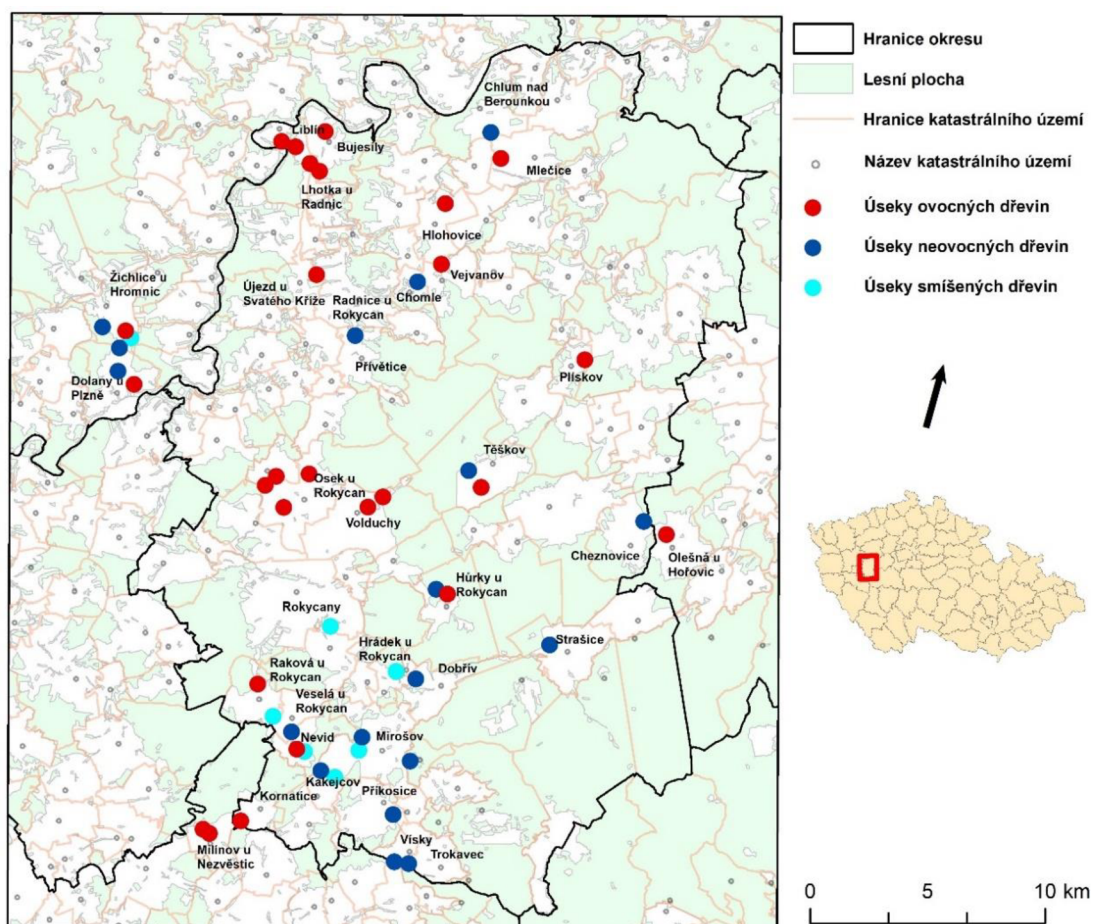 Chlum nad
Berounkou
Liblín
Bujesily
Mlečice
Lhotka u
Radnic
Hlohovice
Žichlice u
Hromnic
Újezd u
Svatého Kříže
Radnice u
Rokycan
Chomle
Vejvanov
Přívětice
Plískov
Dolany u
Plzně
Těškov
Osek u
Rokycan
Volduchy
Cheznovice
Olešná u
Hořovic
Hůrky u
Rokycan
Rokycany
Hrádek u
Rokycan
Strašice
Dobřív
Raková u
Rokycan
Veselá u
Rokycan
Nevid
Mirošov
Kakejcov
Kornatice
Příkosice
Milínov u
Nezvěstic
Vísky
Trokavec
Hranice okresu
Lesní plocha
Hranice katastrálního území
Název katastrálního území
Úseky ovocných dřevin
Úseky neovocných dřevin
Úseky smíšených dřevin
0 5 10 km